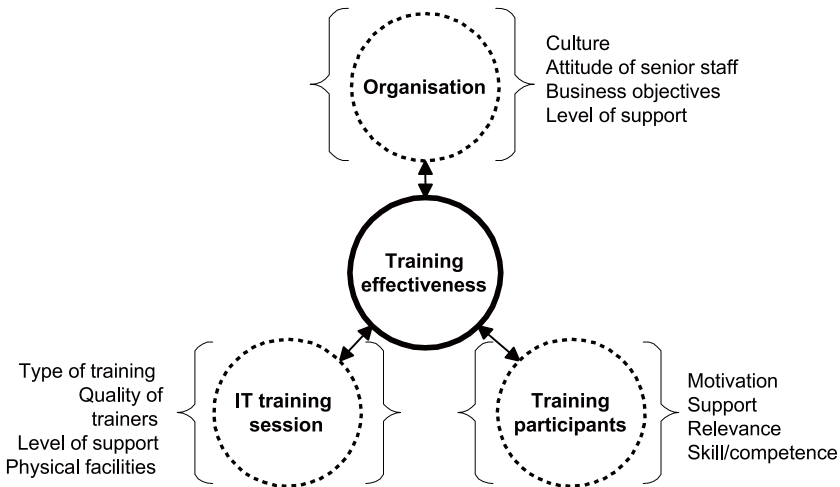 Organisation
Culture
Attitude of senior staff
Business objectives
Level of support
Training
effectiveness
Type of training
Quality of
trainers
Level of support
Physical facilities
IT training
session
Training
participants
Motivation
Support
Relevance
Skill/competence